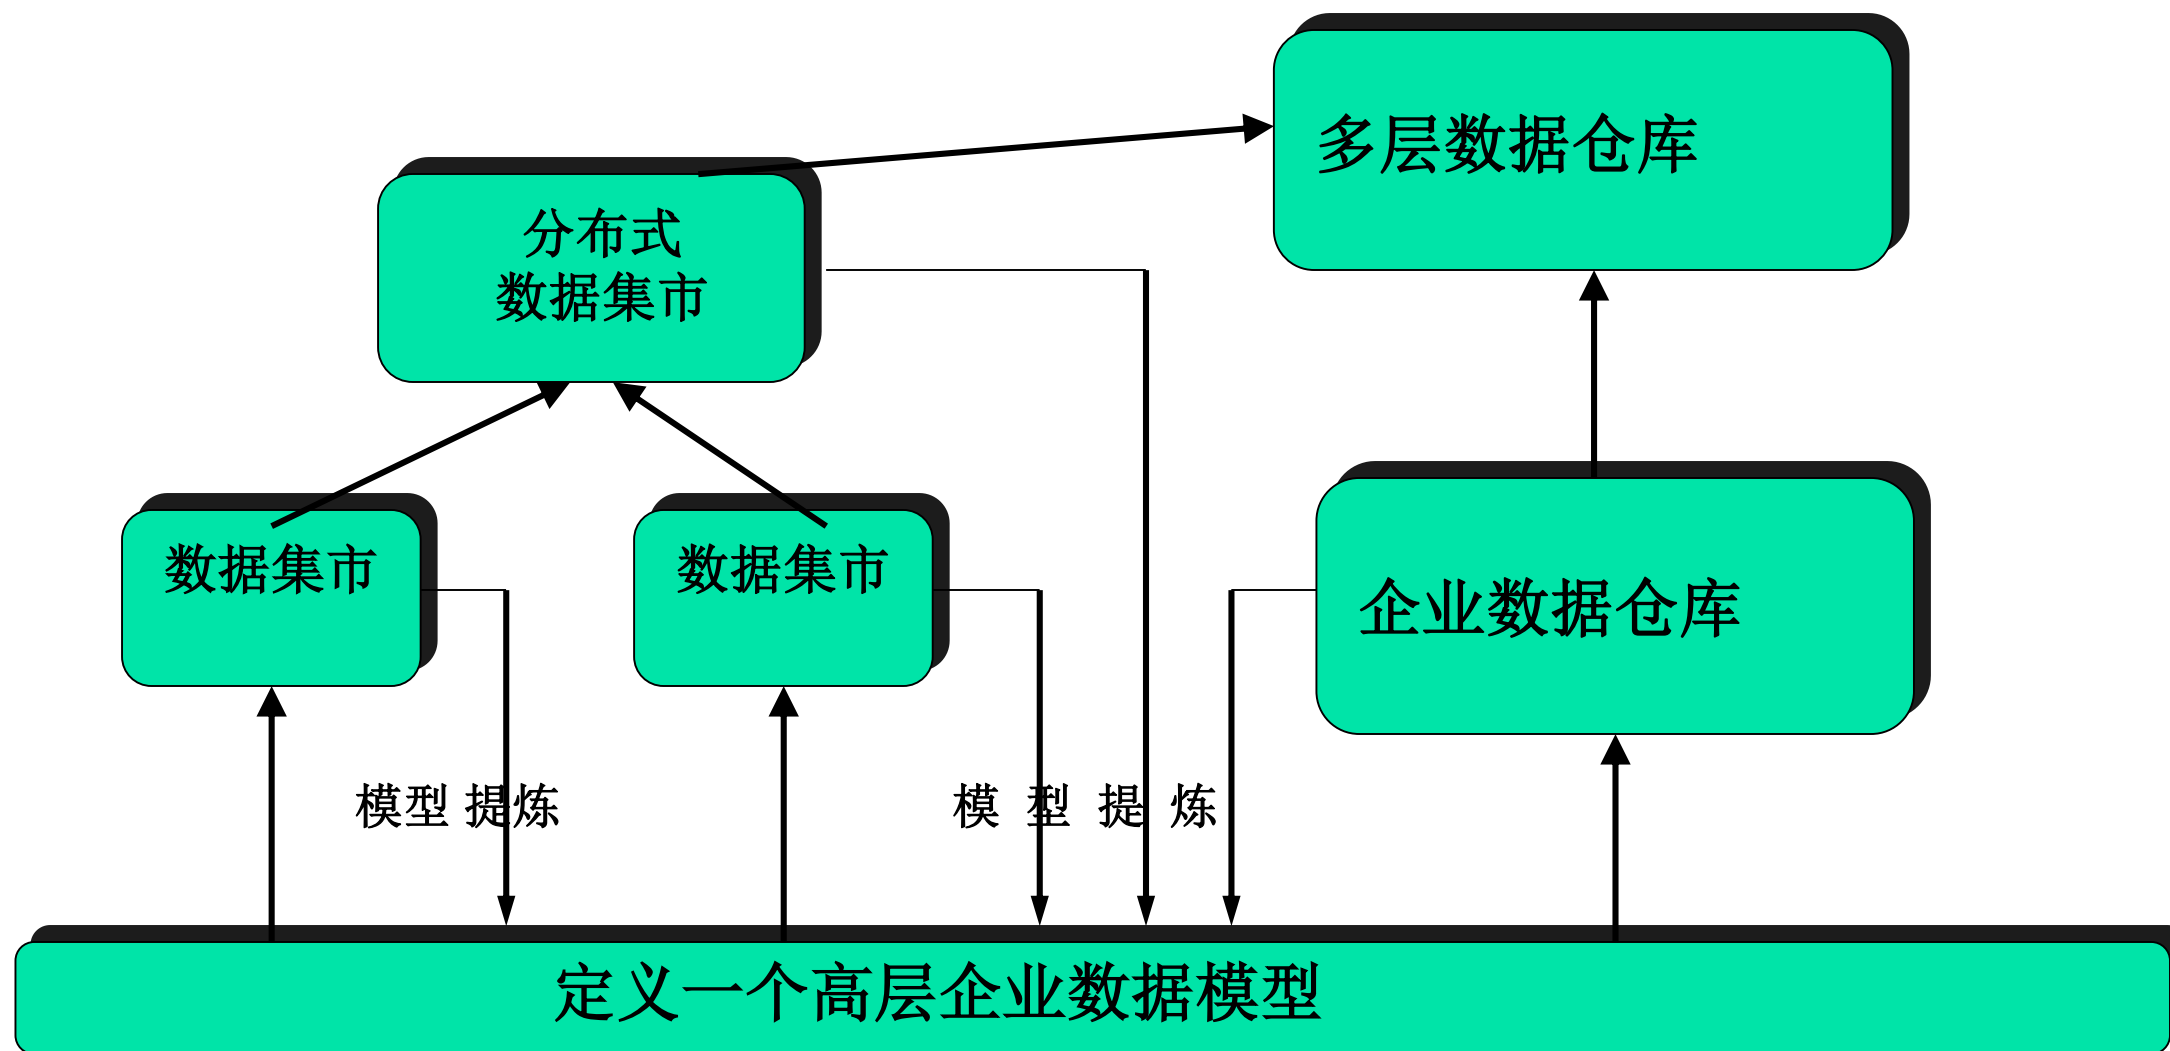 多层数据仓库
分布式
数据集市
数据集市
数据集市
企业数据仓库
模型 提炼
模 型 提 炼
定义一个高层企业数据模型